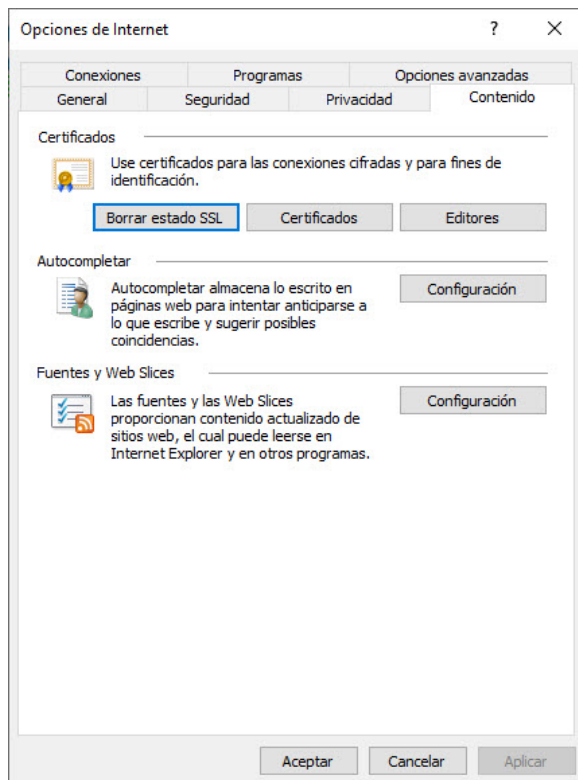 Opciones de Internet
?
Conexiones Programas Opciones avanzadas
General Seguridad Privacidad Contenido
Certificados
Use certificados para las conexiones cifradas y para fines de
identificación.
Borrar estado SSL Certificados Editores
Autocompletar
Autocompletar almacena lo escrito en
páginas web para intentar anticiparse a
lo que escribe y sugerir posibles
coincidencias.
Configuración
Fuentes y Web Slices
Las fuentes y las Web Slices
proporcionan contenido actualizado de
sitios web, el cual puede leerse en
Internet Explorer y en otros programas.
Configuración
Aceptar Cancelar Aplicar